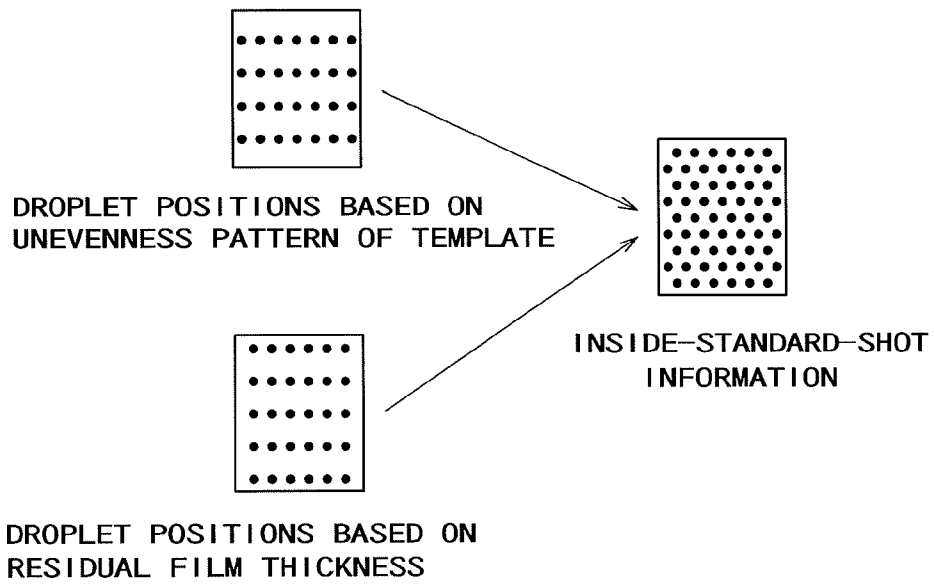 DROPLET POSITIONS BASED ON
UNEVENNESS PATTERN OF TEMPLATE
INSIDE-STANDARD-SHOT
INFORMATION
DROPLET POSITIONS BASED ON
RESIDUAL FILM THICKNESS